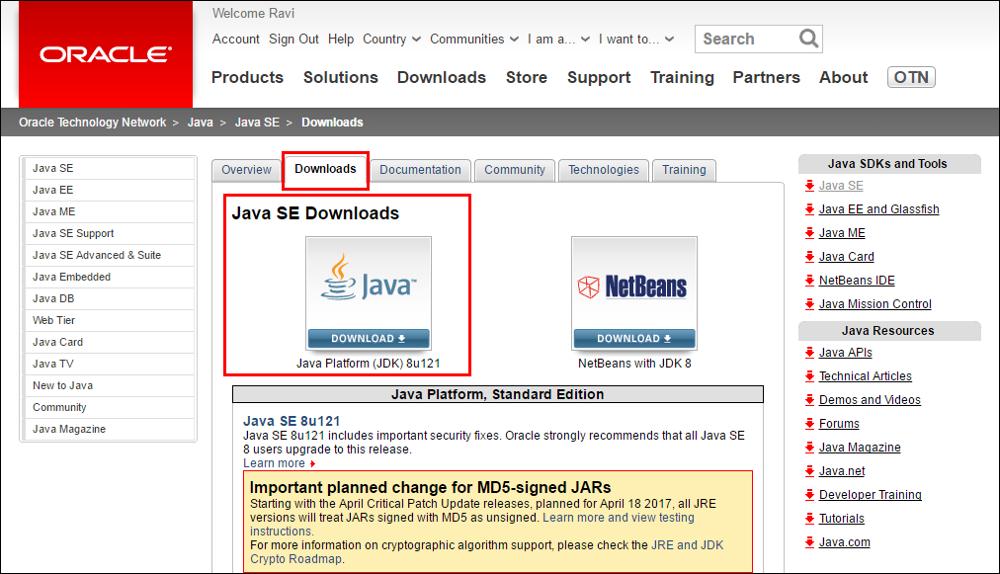 ORACLE
Welcome Ravi
Account Sign Out Help Country Communities I am a... I want to... Search
Products Solutions Downloads Store Support Training Partners About OTN
Oracle Technology Network > Java > Java SE > Downloads
Java SE
Java EE
Java ME
Java SE Support
Java SE Advanced & Suite
Java Embedded
Java DB
Web Tier
Java Card
Java TV
New to Java
Community
Java Magazine
Overview Downloads Documentation Community Technologies Training
Java SE Downloads
Java™
DOWNLOAD
Java Platform (JDK) 8u121
NetBeans
DOWNLOAD
NetBeans with JDK 8
Java Platform, Standard Edition
Java SE 8u121
Java SE 8u121 includes important security fixes. Oracle strongly recommends that all Java SE
8 users upgrade to this release.
Learn more
Important planned change for MD5-signed JARs
Starting with the April Critical Patch Update releases, planned for April 18 2017, all JRE
versions will treat JARs signed with MD5 as unsigned. Learn more and view testing
instructions.
For more information on cryptographic algorithm support, please check the JRE and JDK
Crypto Roadmap.
Java SDKs and Tools
Java SE
Java EE and Glassfish
Java ME
Java Card
NetBeans IDE
Java Mission Control
Java Resources
Java APIs
Technical Articles
Demos and Videos
Forums
Java Magazine
Java.net
Developer Training
Tutorials
Java.com